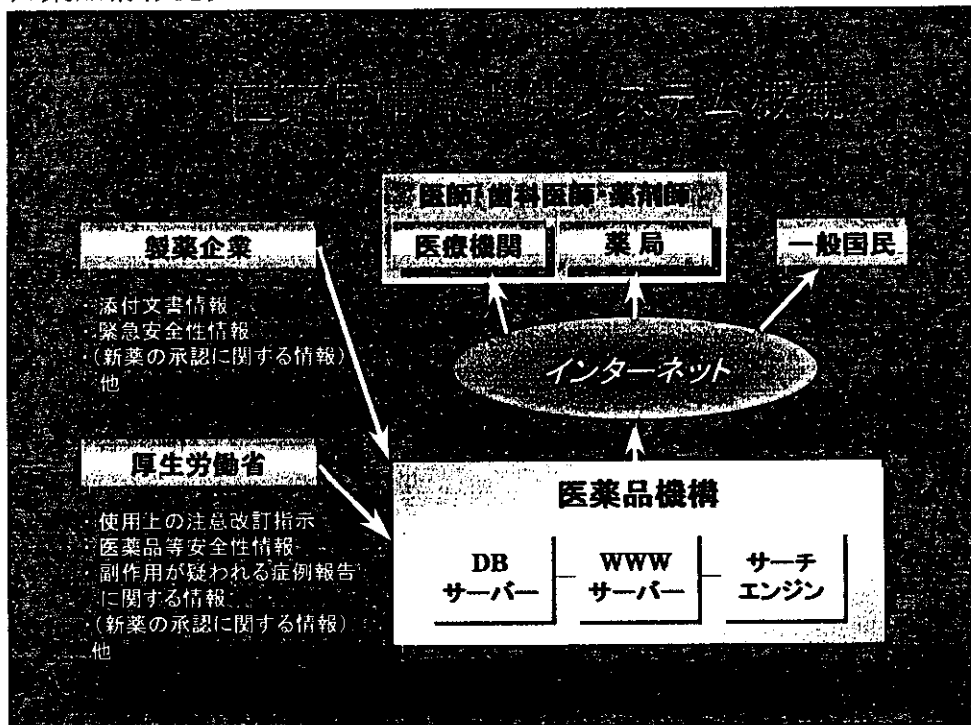 医師・歯科医師・薬剤師
医療機関
薬局
一般国民
製薬企業
・添付文書情報
・緊急安全性情報
・(新薬の承認に関する情報)
他
インターネット
厚生労働省
・使用上の注意改訂指示
・医薬品等安全性情報
・副作用が疑われる症例報告
に関する情報
・(新薬の承認に関する情報)
他
医薬品機構
DB
サーバー
WWW
サーバー
サーチ
エンジン